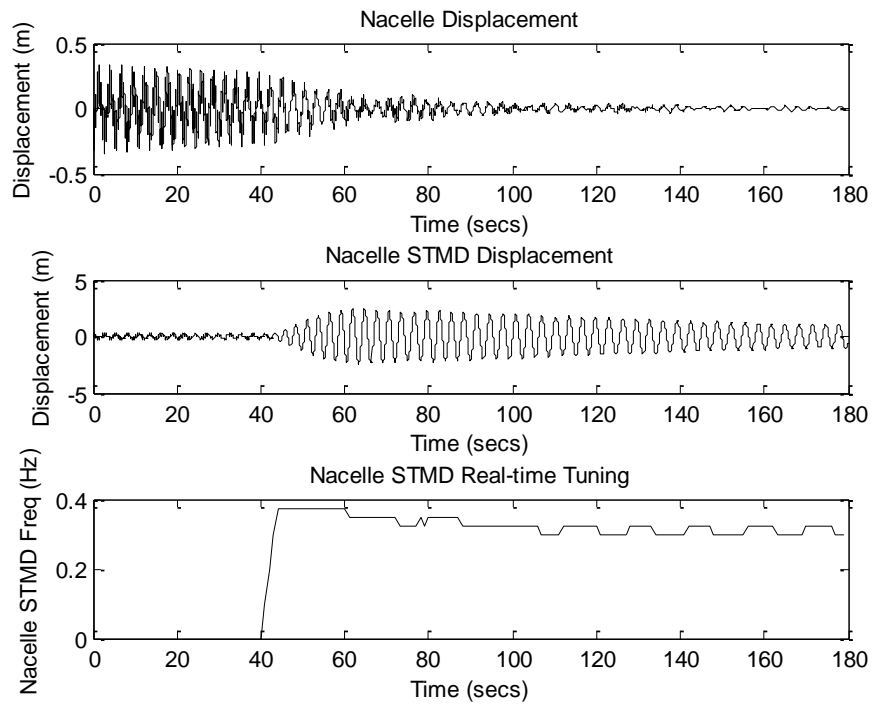 Nacelle Displacement
Displacement (m)
0.5
0
-0.5
0 20 40 60 80 100 120 140 160 180
Time (secs)
Nacelle STMD Displacement
Displacement (m)
5
0
-5
0 20 40 60 80 100 120 140 160 180
Time (secs)
Nacelle STMD Real-time Tuning
Nacelle STMD Freq (Hz)
0.4
0.2
0
0 20 40 60 80 100 120 140 160 180
Time (secs)